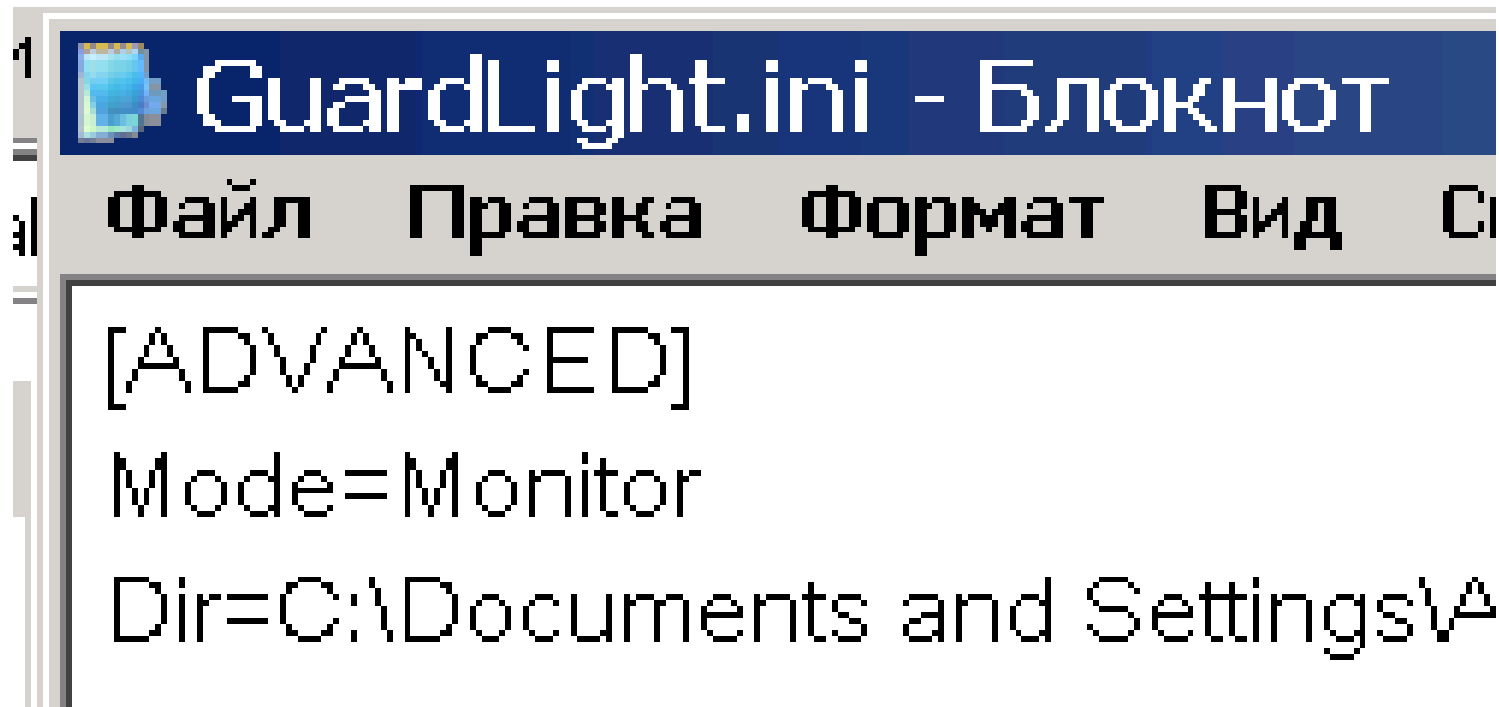 GuardLight.ini - Блокнот
Файл Правка Формат Вид
[ADVANCED]
Mode=Monitor
Dir=C:\Documents and Settings\A